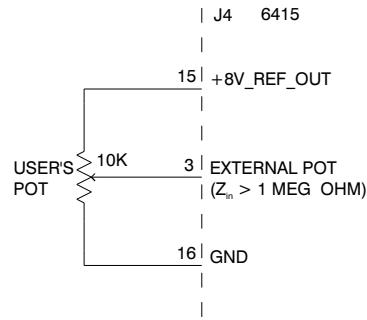 J4 6415
15 +8V_REF_OUT
USER'S 10K 3 EXTERNAL POT
POT (Zin > 1 MEG OHM)
16 GND